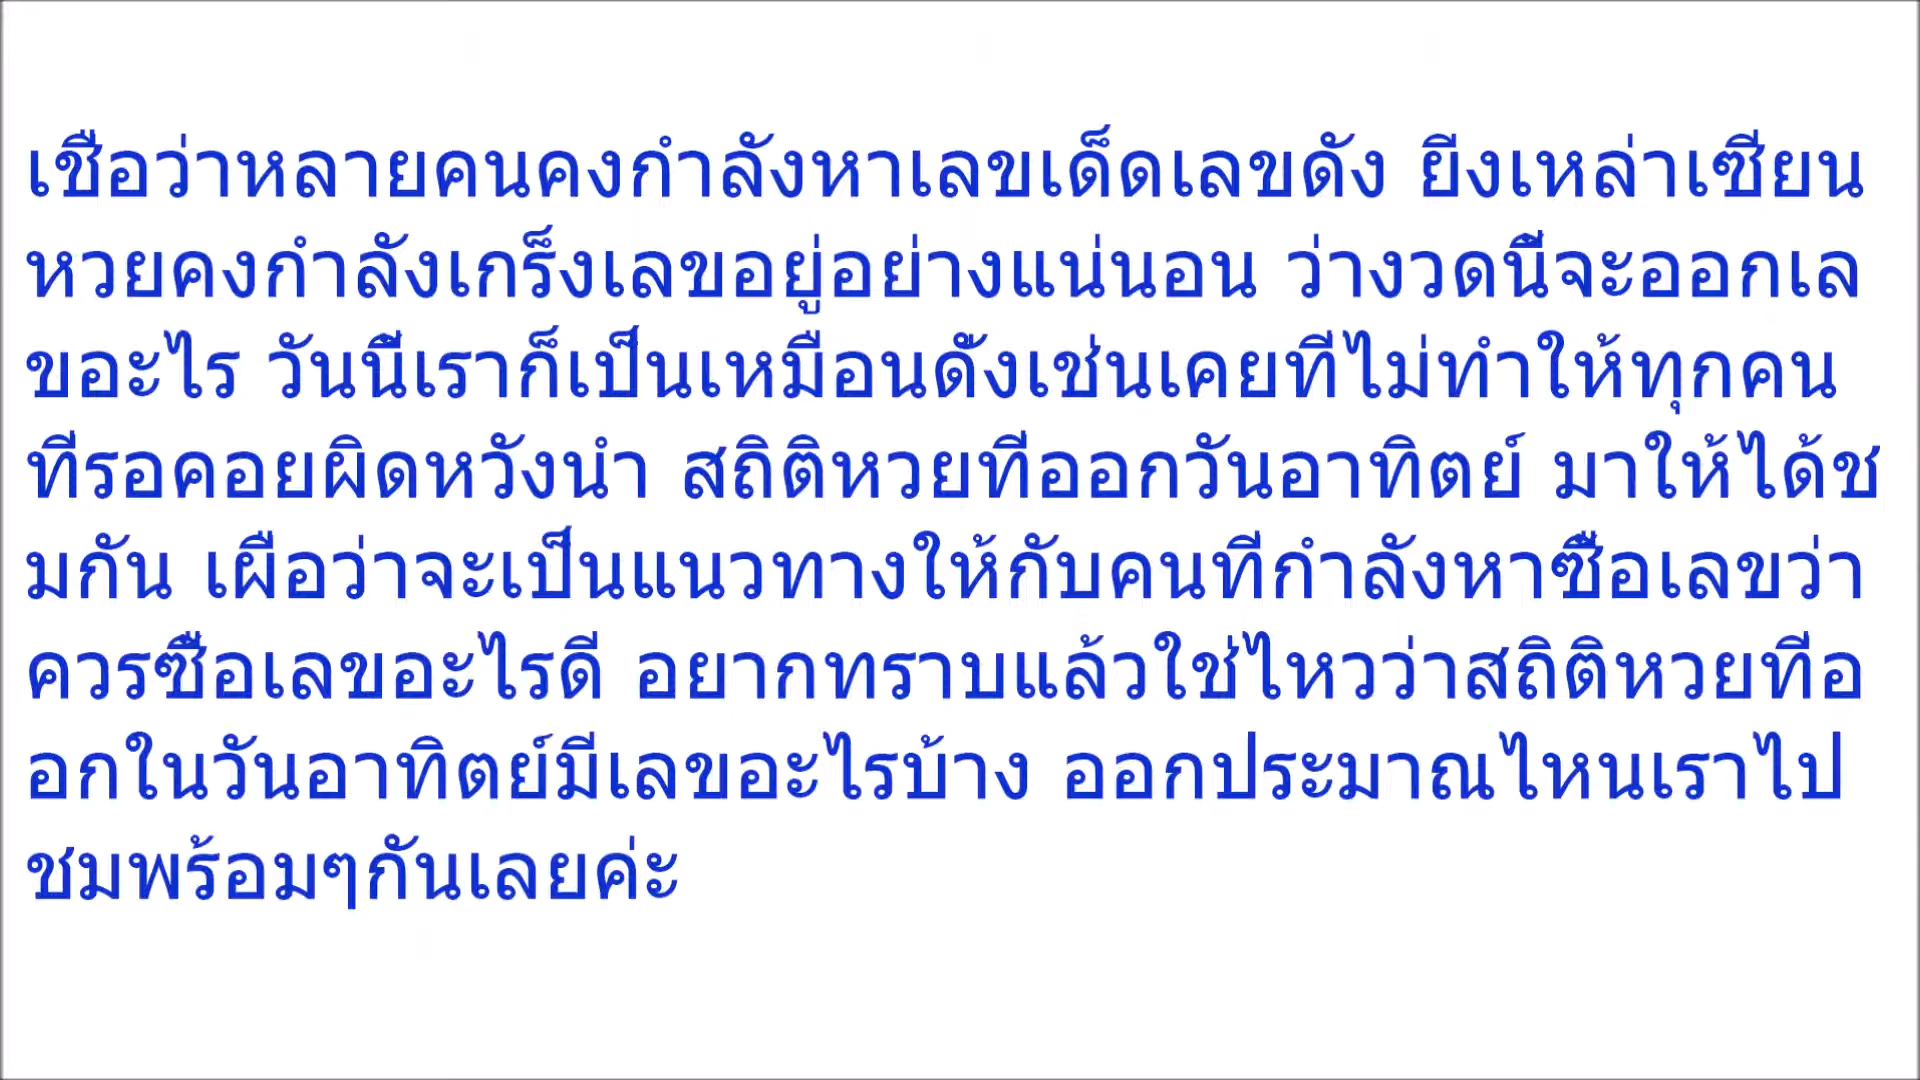 เชื่อว่าหลายคนคงกำลังหาเลขเด็ดเลขดัง ยิ่งเหล่าเซียน
หวยคงกำลังเกร็งเลขอยู่อย่างแน่นอน ว่างวดนี้จะออกเล
ขอะไร วันนี้เราก็เป็นเหมือนดั่งเช่นเคยที่ไม่ทำให้ทุกคน
ที่รอคอยผิดหวังนำ สถิติหวยที่ออกวันอาทิตย์ มาให้ได้ช
มกัน เผื่อว่าจะเป็นแนวทางให้กับคนที่กำลังหาซื้อเลขว่า
ควรซื้อเลขอะไรดี อยากทราบแล้วใช่ไหวว่าสถิติหวยที่อ
อกในวันอาทิตย์มีเลขอะไรบ้าง ออกประมาณไหนเราไป
ชมพร้อมๆกันเลยค่ะ